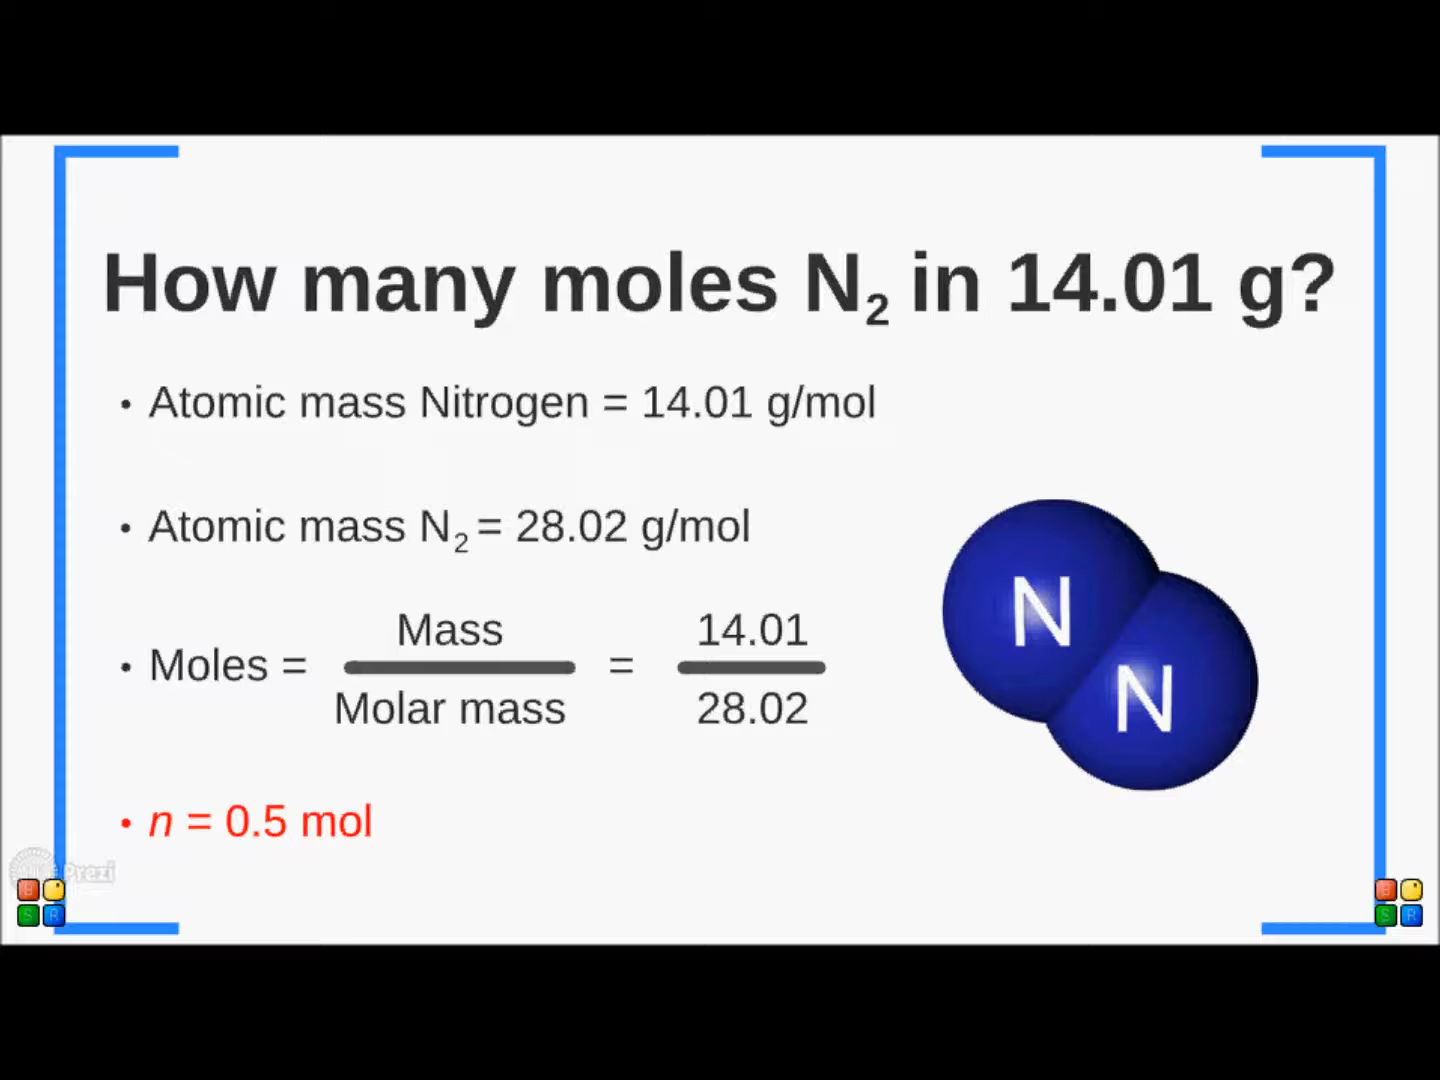 How many moles N₂ in 14.01 g?
• Atomic mass Nitrogen = 14.01 g/mol
• Atomic mass N₂ = 28.02 g/mol
Mass 14.01
• Moles = =
Molar mass 28.02
N
N
• n = 0.5 mol
Prezi
S R
S R